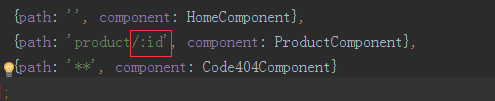 {path: '', component: HomeComponent},
{path: 'product/:id', component: ProductComponent},
{path: '**', component: Code404Component}
;